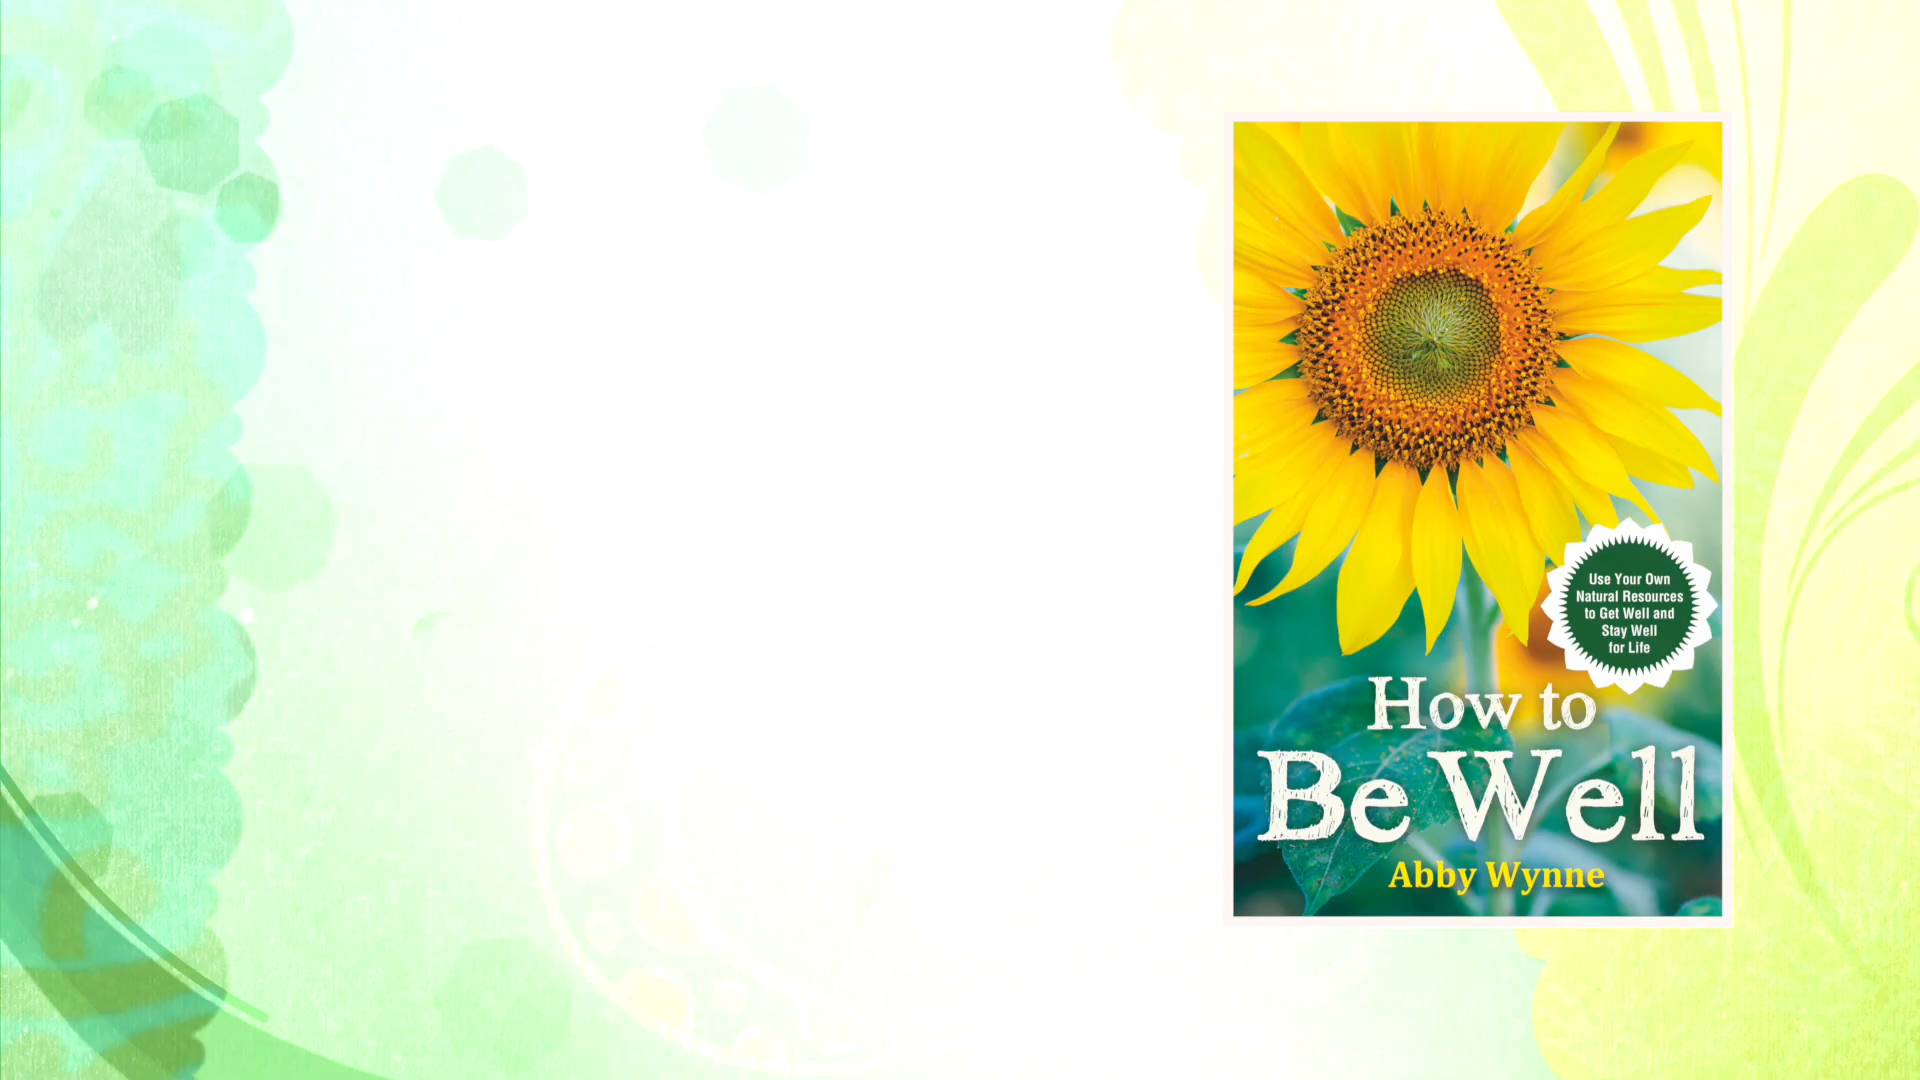 Use Your Own
Natural Resources
to Get Well and
Stay Well
for Life
How to
Be Well
Abby Wynne